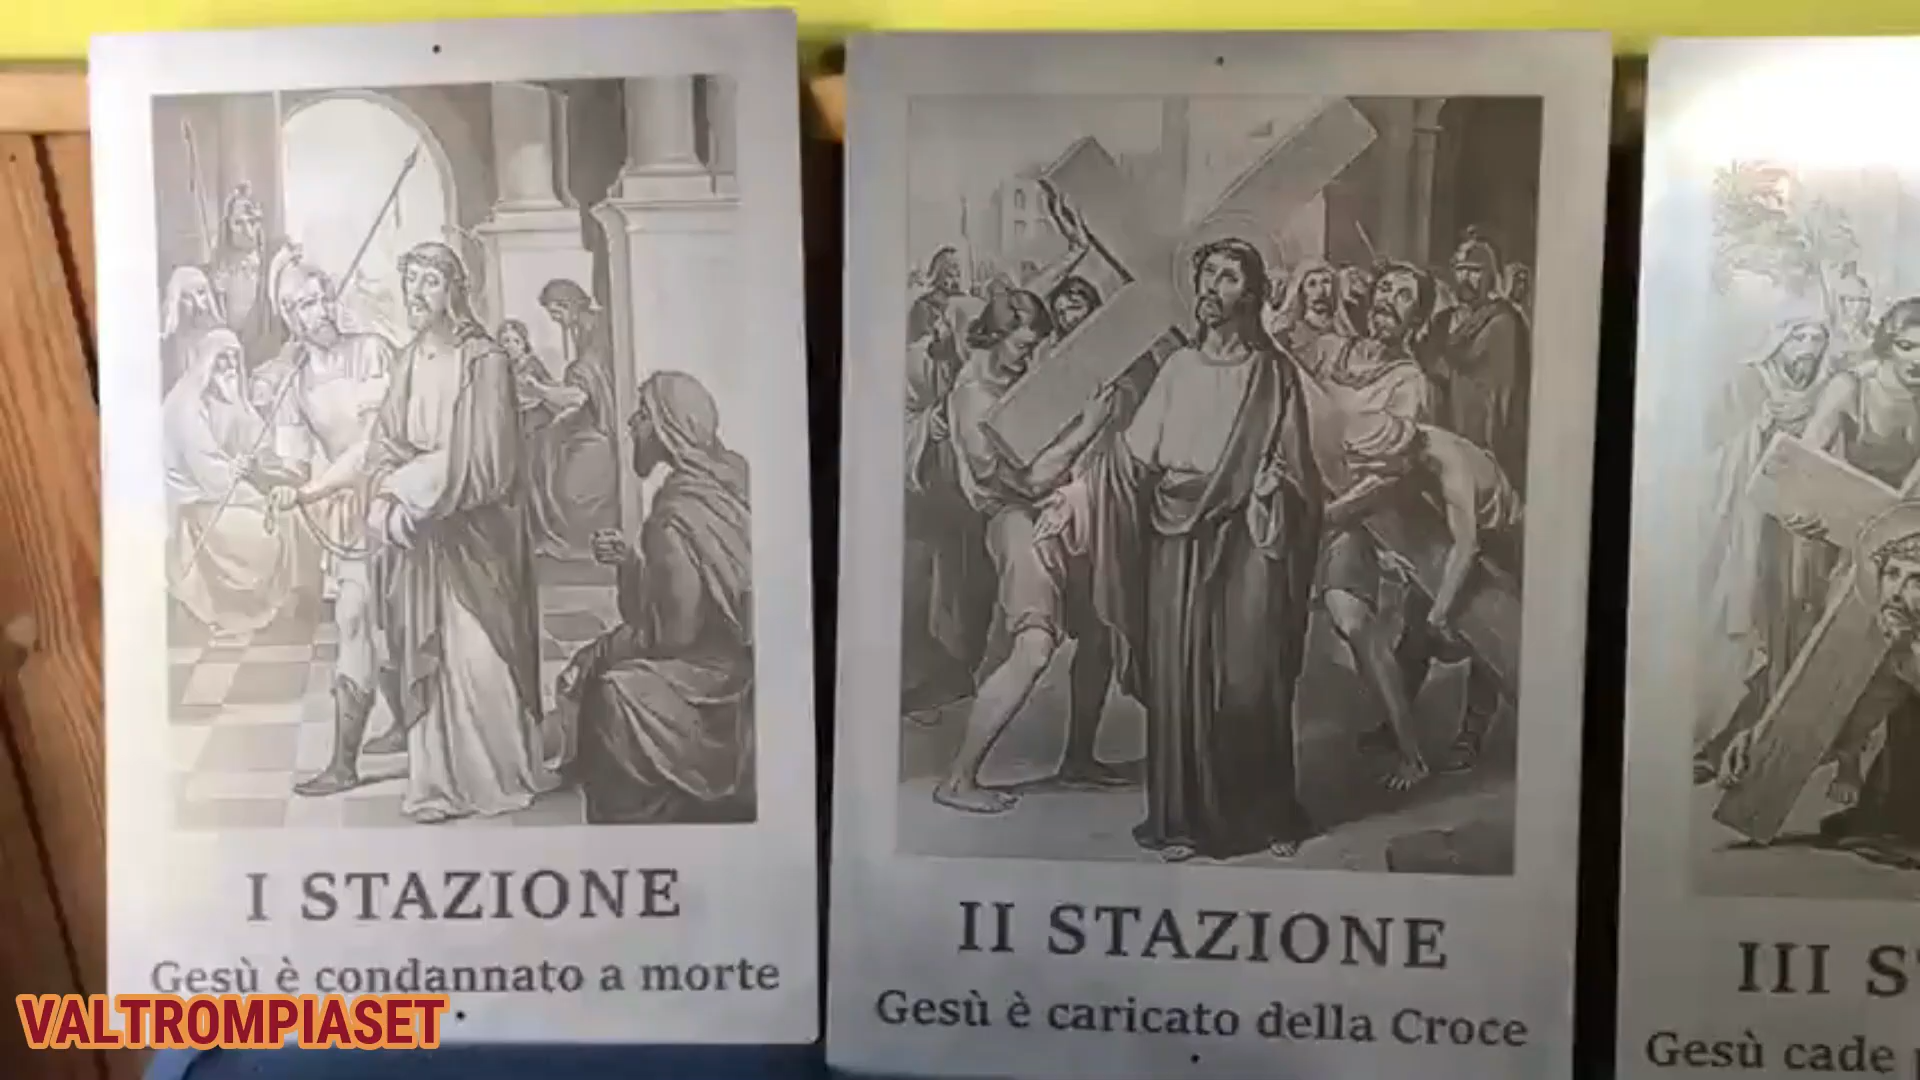 I STAZIONE
Gesù è condannato a morte
II STAZIONE
Gesù è caricato della Croce
III
Gesù cade
VALTROMPIASET